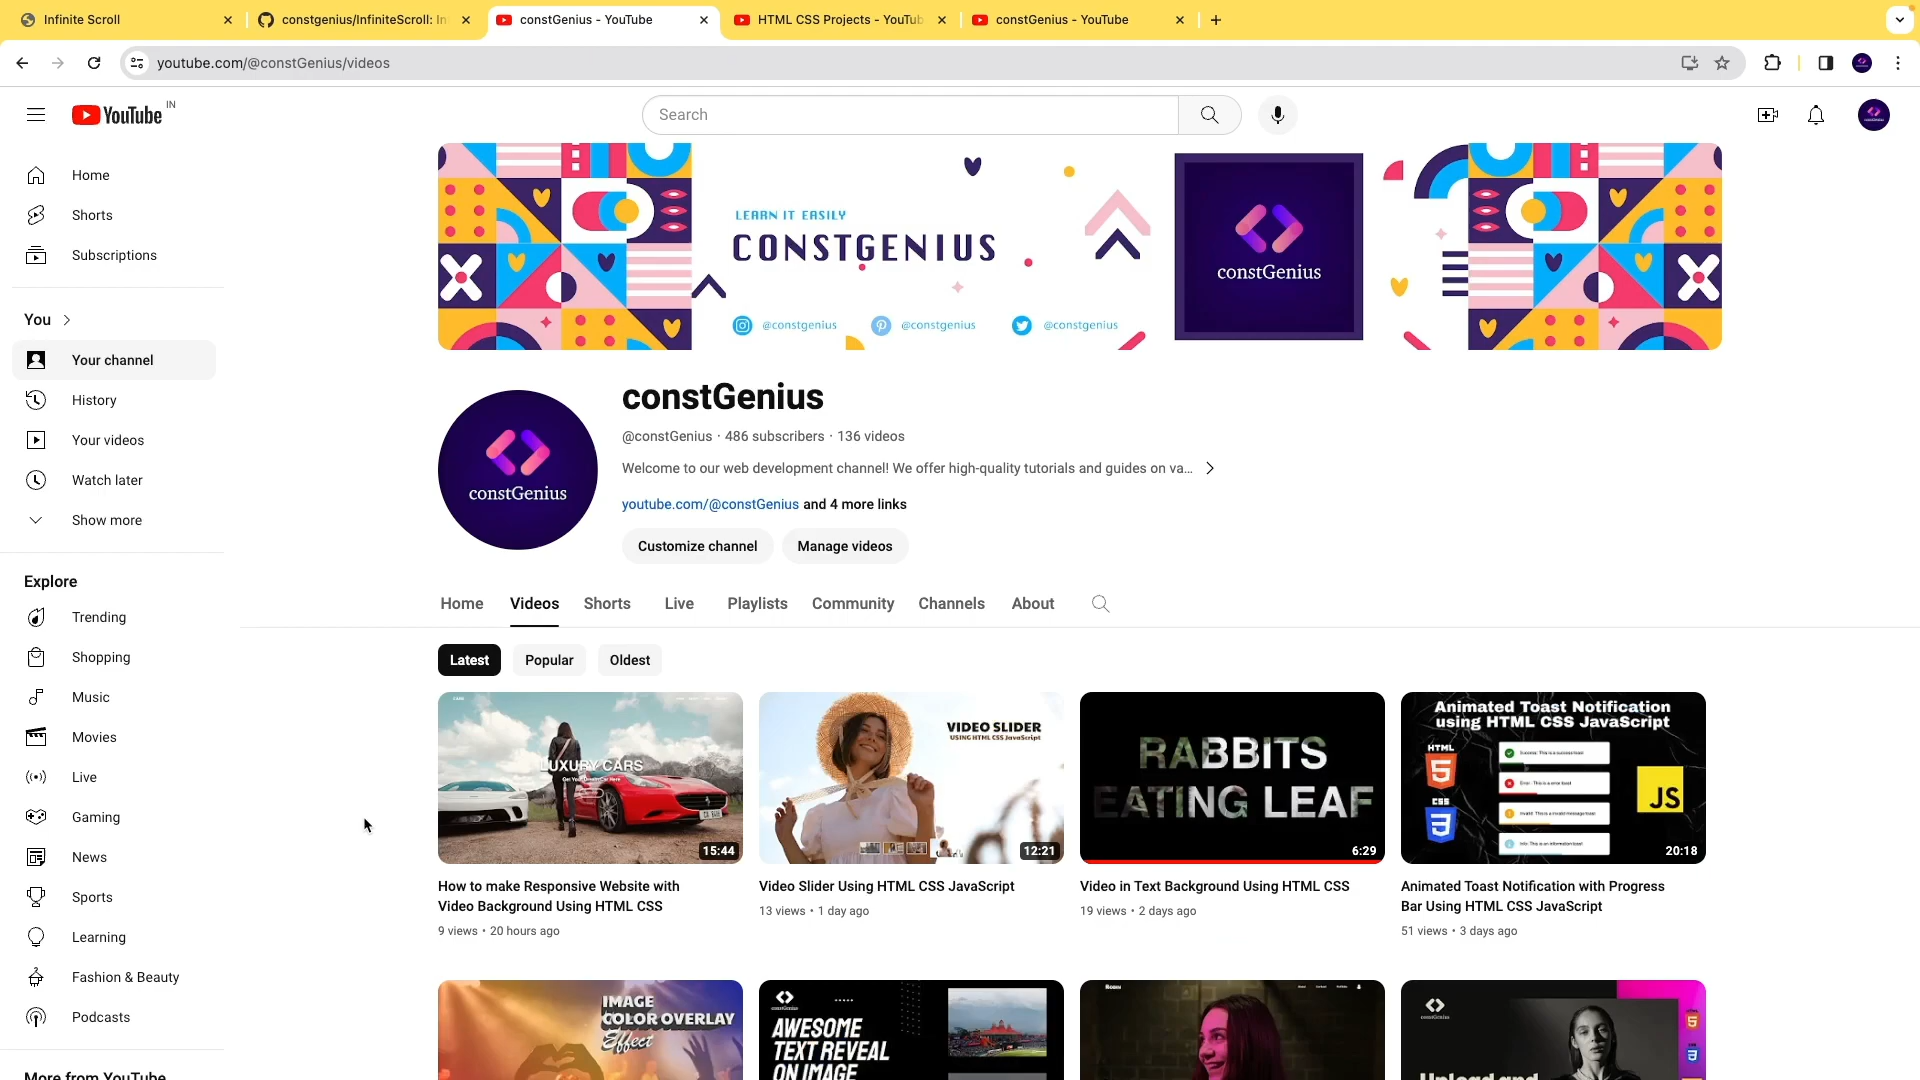 Infinite Scroll
constgenius/InfiniteScroll: In
constGenius - YouTube
HTML CSS Projects - YouTub
constGenius - YouTube
youtube.com/@constGenius/videos
YouTube IN
Search
Home
Shorts
Subscriptions
You
Your channel
History
Your videos
Watch later
Show more
Explore
Trending
Shopping
Music
Movies
Live
Gaming
News
Sports
Learning
Fashion & Beauty
Podcasts
More from YouTube
LEARN IT EASILY
CONSTGENIUS
@constgenius
@constgenius
@constgenius
constGenius
constGenius
constGenius
@constGenius · 486 subscribers · 136 videos
Welcome to our web development channel! We offer high-quality tutorials and guides on va...
youtube.com/@constGenius and 4 more links
Customize channel
Manage videos
Home
Videos
Shorts
Live
Playlists
Community
Channels
About
Latest
Popular
Oldest
LUXURY CARS
15:44
VIDEO SLIDER
USING HTML CSS JavaScript
12:21
RABBITS
EATING LEAF
6:29
Animated Toast Notification
using HTML CSS JavaScript
HTML
5
CSS
3
JS
20:18
How to make Responsive Website with
Video Background Using HTML CSS
9 views • 20 hours ago
Video Slider Using HTML CSS JavaScript
13 views • 1 day ago
Video in Text Background Using HTML CSS
19 views • 2 days ago
Animated Toast Notification with Progress
Bar Using HTML CSS JavaScript
51 views • 3 days ago
IMAGE
COLOR OVERLAY
Effect
constGenius
AWESOME
TEXT REVEAL
ON IMAGE
constGenius
Upload and